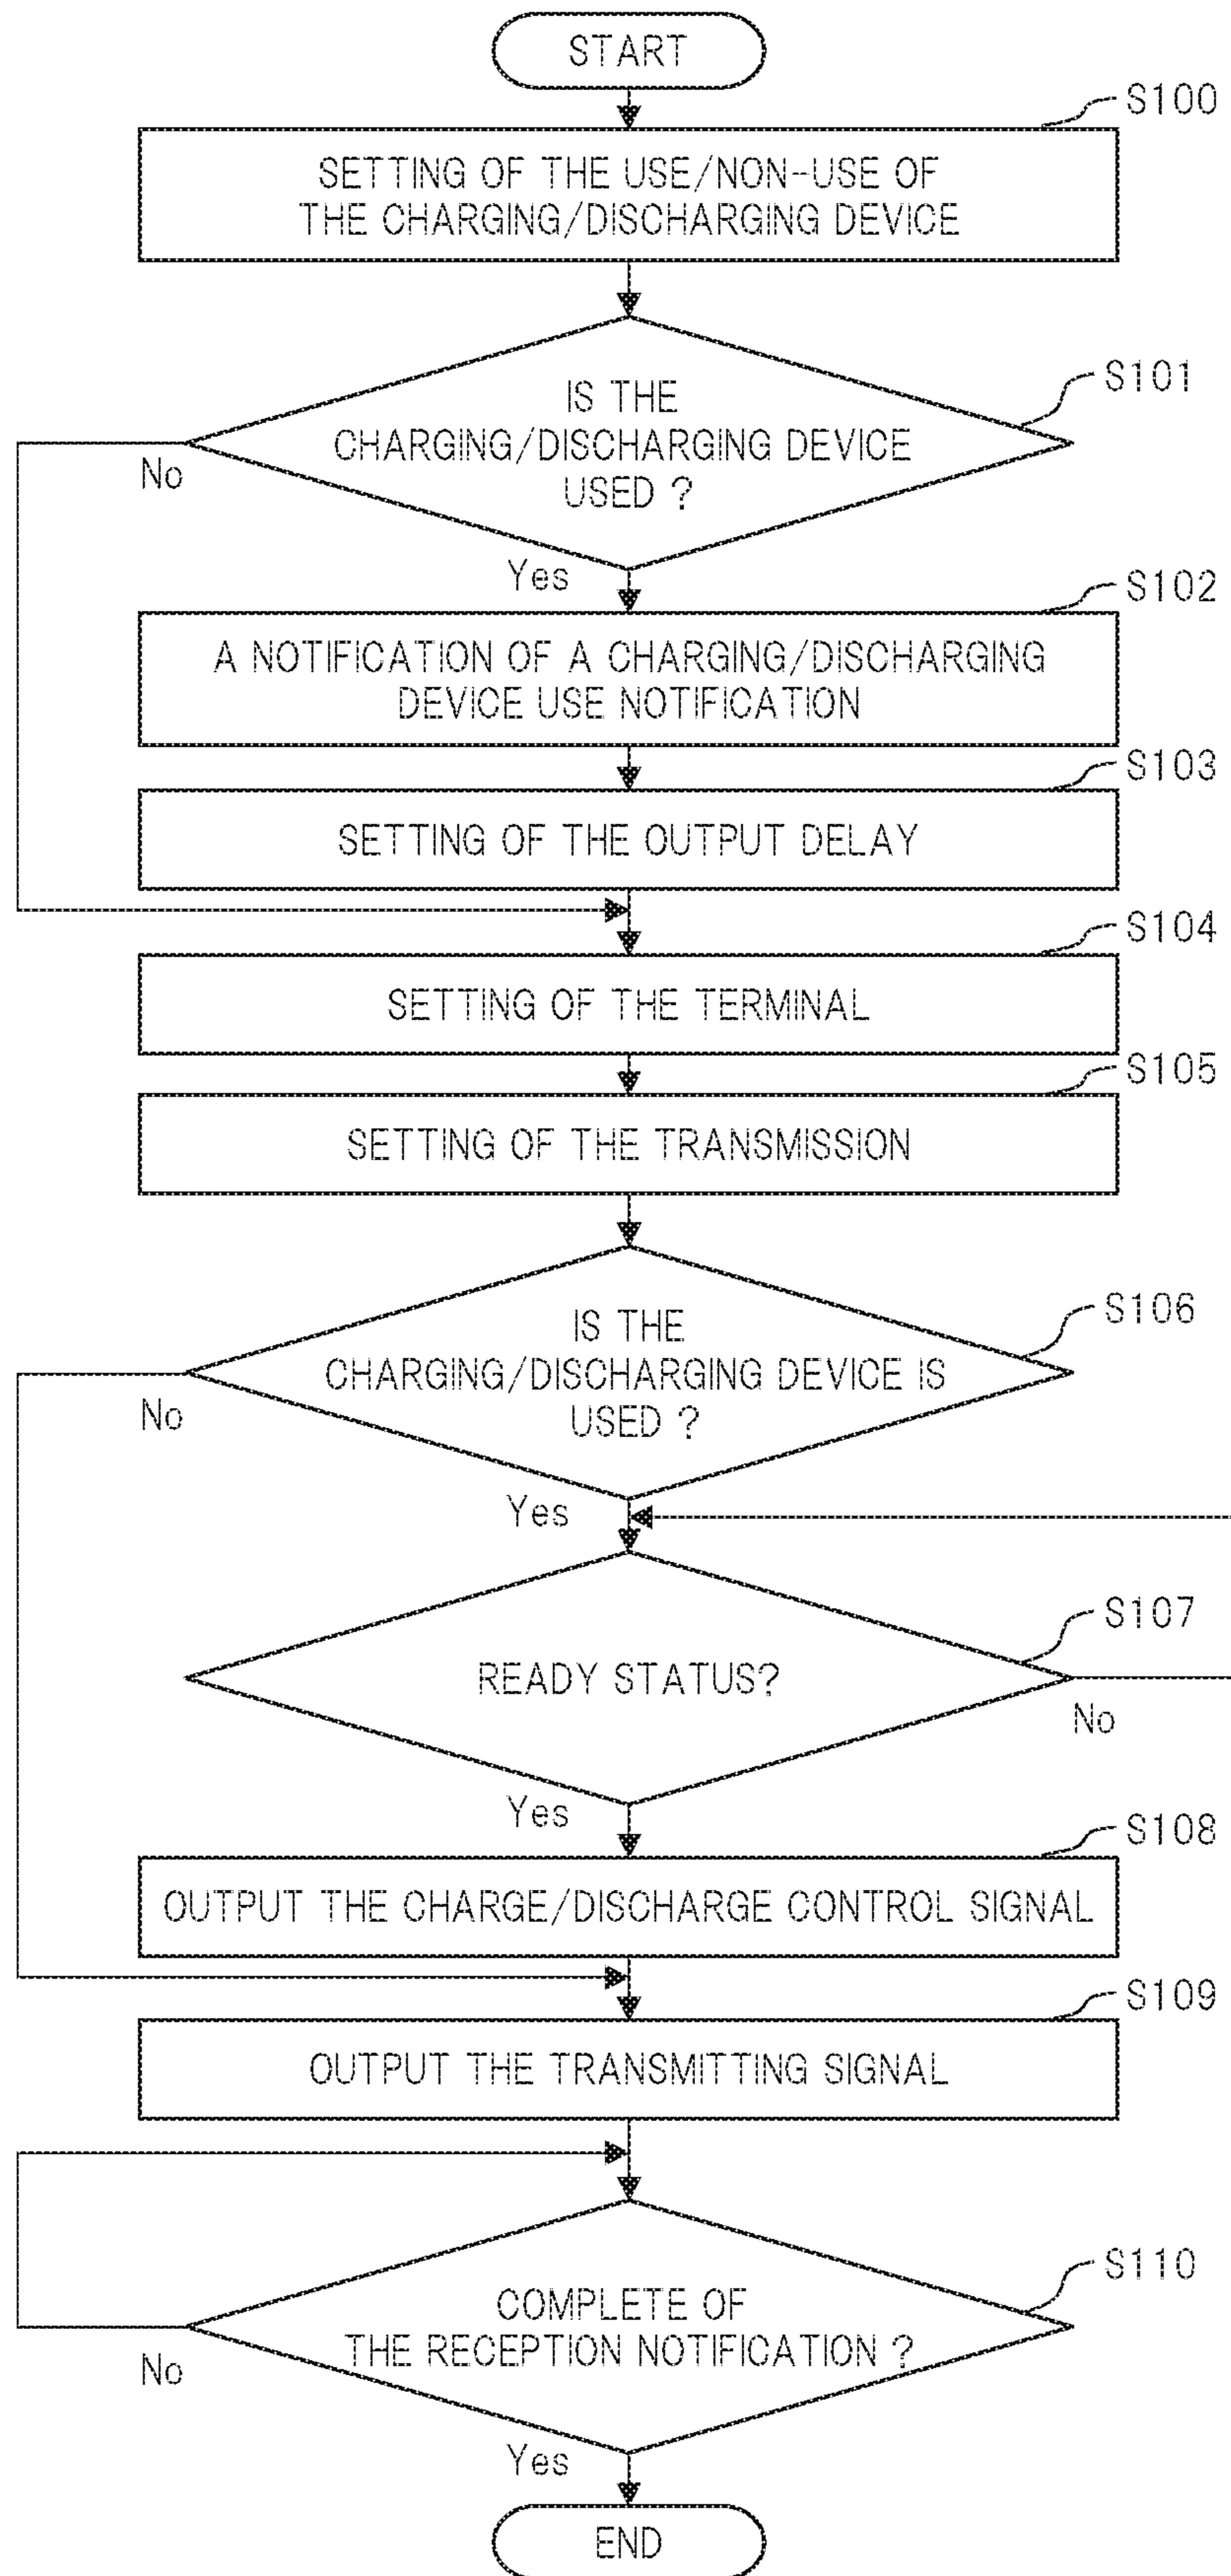 START
S100
SETTING OF THE USE/NON-USE OF
THE CHARGING/DISCHARGING DEVICE
S101
IS THE
CHARGING/DISCHARGING DEVICE
USED ?
No
Yes
S102
A NOTIFICATION OF A CHARGING/DISCHARGING
DEVICE USE NOTIFICATION
S103
SETTING OF THE OUTPUT DELAY
S104
SETTING OF THE TERMINAL
S105
SETTING OF THE TRANSMISSION
S106
IS THE
CHARGING/DISCHARGING DEVICE IS
USED ?
No
Yes
S107
READY STATUS?
No
Yes
S108
OUTPUT THE CHARGE/DISCHARGE CONTROL SIGNAL
S109
OUTPUT THE TRANSMITTING SIGNAL
S110
COMPLETE OF
THE RECEPTION NOTIFICATION ?
No
Yes
END